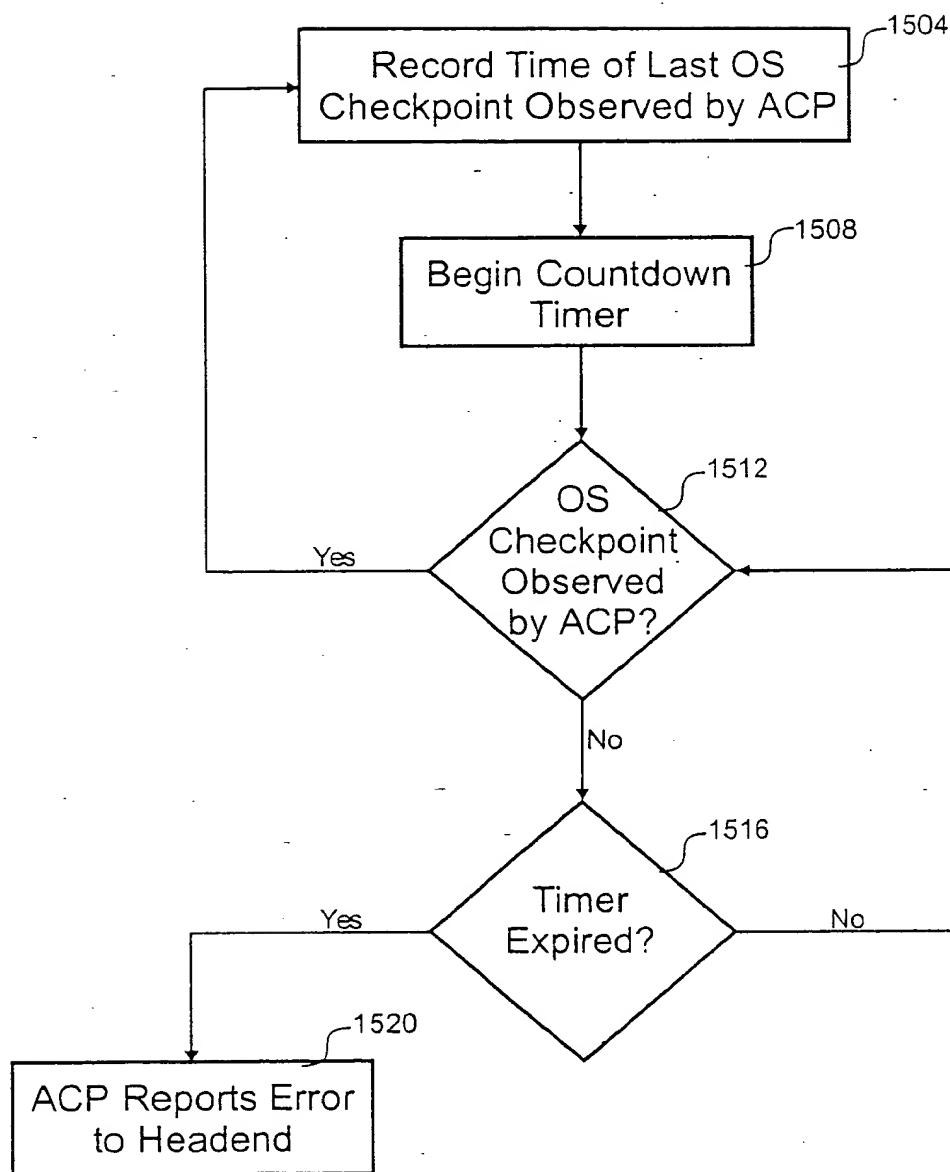 1504
Record Time of Last OS
Checkpoint Observed by ACP
1508
Begin Countdown
Timer
1512
OS
Checkpoint
Observed
by ACP?
Yes
No
1516
Timer
Expired?
Yes
No
1520
ACP Reports Error
to Headend